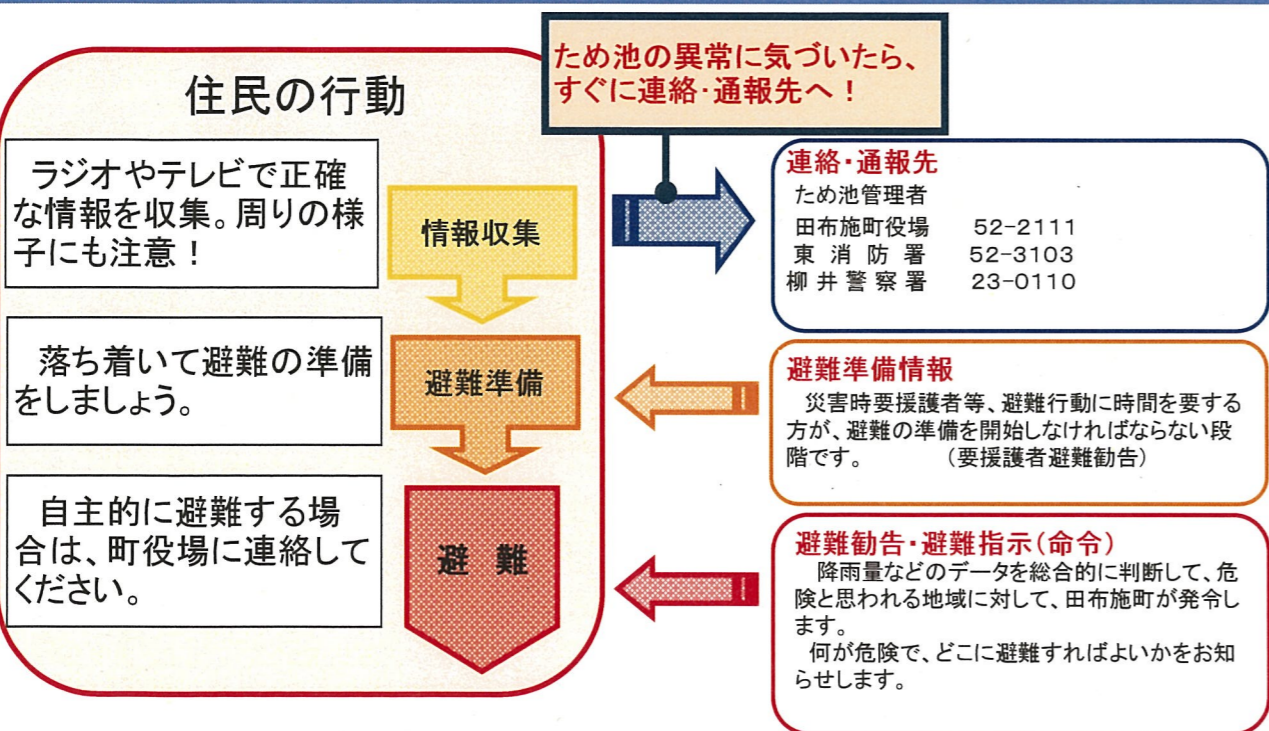 ため池の異常に気づいたら、
すぐに連絡・通報先へ！
住民の行動
ラジオやテレビで正確
な情報を収集。周りの様
子にも注意！
情報収集
連絡・通報先
ため池管理者
田布施町役場　52-2111
東消防署　52-3103
柳井警察署　23-0110
落ち着いて避難の準備
をしましょう。
避難準備
避難準備情報
災害時要援護者等、避難行動に時間を要する
方が、避難の準備を開始しなければならない段
階です。　（要援護者避難勧告）
自主的に避難する場
合は、町役場に連絡して
ください。
避難
避難勧告・避難指示（命令）
降雨量などのデータを総合的に判断して、危
険と思われる地域に対して、田布施町が発令し
ます。
何が危険で、どこに避難すればよいかをお知
らせします。